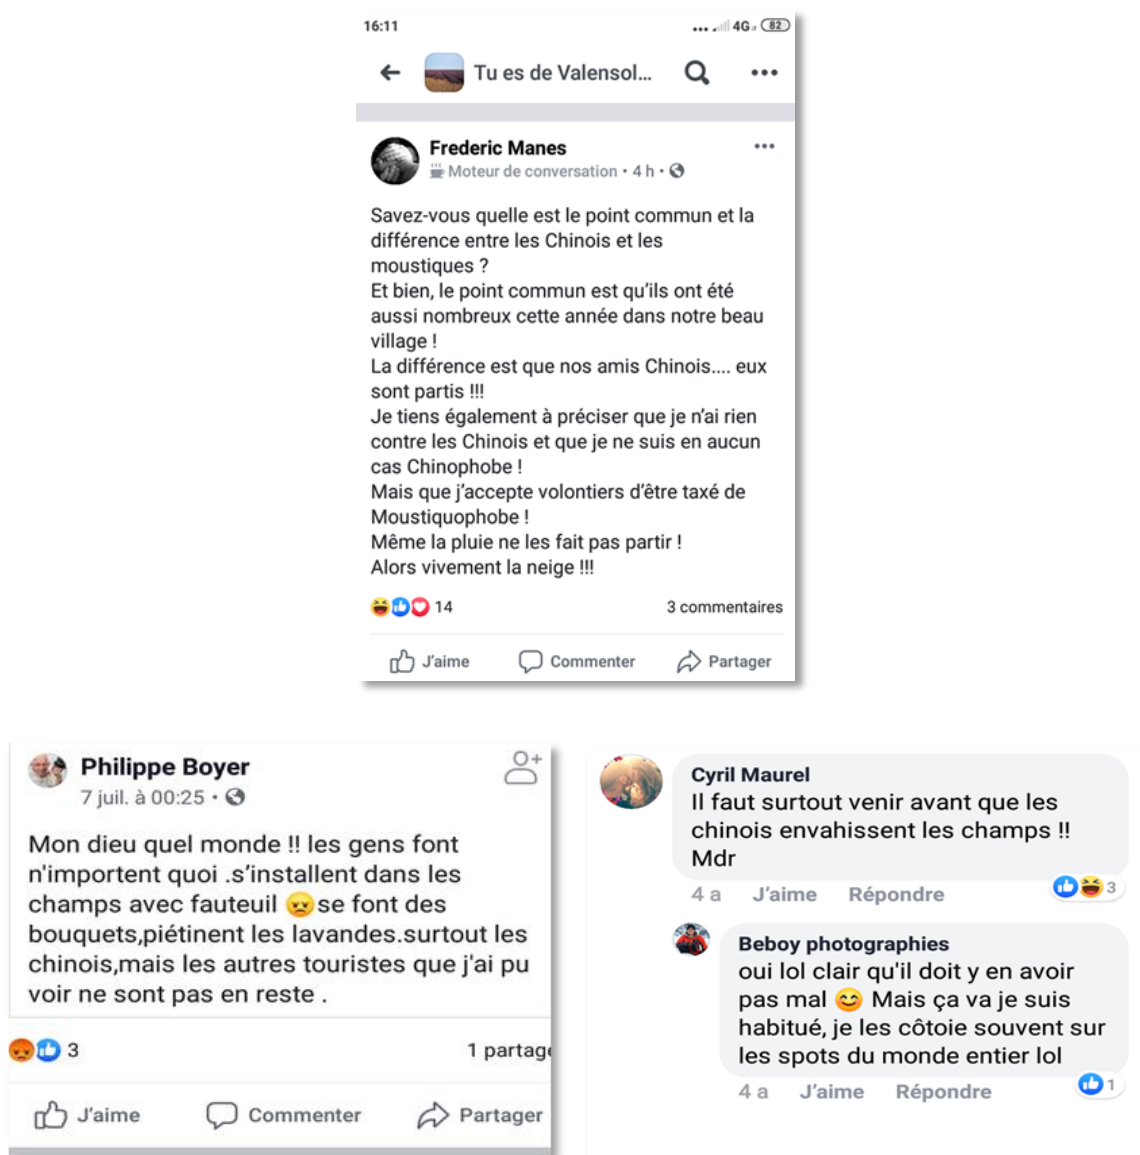 16:11
4G 82
Tu es de Valensol...
Frederic Manes
Moteur de conversation • 4 h •
Savez-vous quelle est le point commun et la
différence entre les Chinois et les
moustiques ?
Et bien, le point commun est qu'ils ont été
aussi nombreux cette année dans notre beau
village !
La différence est que nos amis Chinois.... eux
sont partis !!!
Je tiens également à préciser que je n'ai rien
contre les Chinois et que je ne suis en aucun
cas Chinophobe !
Mais que j'accepte volontiers d'être taxé de
Moustiquophobe !
Même la pluie ne les fait pas partir !
Alors vivement la neige !!!
14 3 commentaires
J'aime Commenter Partager
Philippe Boyer
7 juil. à 00:25 •
Mon dieu quel monde !! les gens font
n'importent quoi .s'installent dans les
champs avec fauteuil 😠 se font des
bouquets,piétinent les lavandes.surtout les
chinois,mais les autres touristes que j'ai pu
voir ne sont pas en reste .
3 1 partage
J'aime Commenter Partager
Cyril Maurel
Il faut surtout venir avant que les
chinois envahissent les champs !!
Mdr
4 a J'aime Répondre 3
Beboy photographies
oui lol clair qu'il doit y en avoir
pas mal 😊 Mais ça va je suis
habitué, je les côtoie souvent sur
les spots du monde entier lol
4 a J'aime Répondre 1